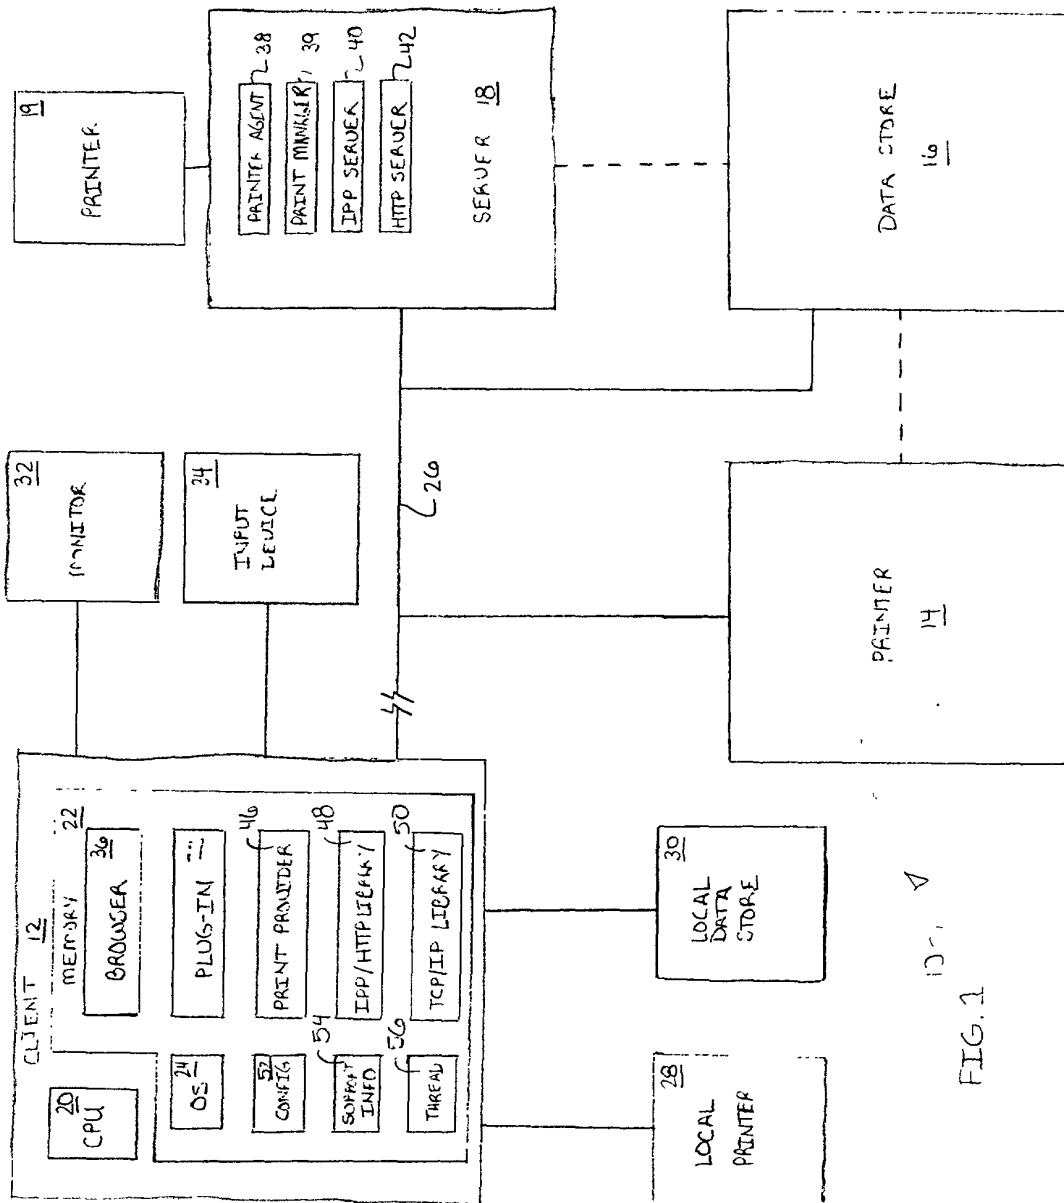 CLIENT 12
20
CPU
MEMORY 22
BROWSER 36
24
OS
PLUG-IN
52
CONFIG
46
PRINT PROVIDER
54
SUPPORT
INFO
48
IPP/HTTP LIBRARY
56
THREAD
50
TCP/IP LIBRARY
32
MONITOR
34
INPUT
DEVICE
19
PRINTER
PRINTER AGENT 38
PRINT MANAGER 39
IPP SERVER 40
HTTP SERVER 42
SERVER 18
26
28
LOCAL
PRINTER
30
LOCAL
DATA
STORE
PRINTER
14
DATA STORE
16
FIG. 1